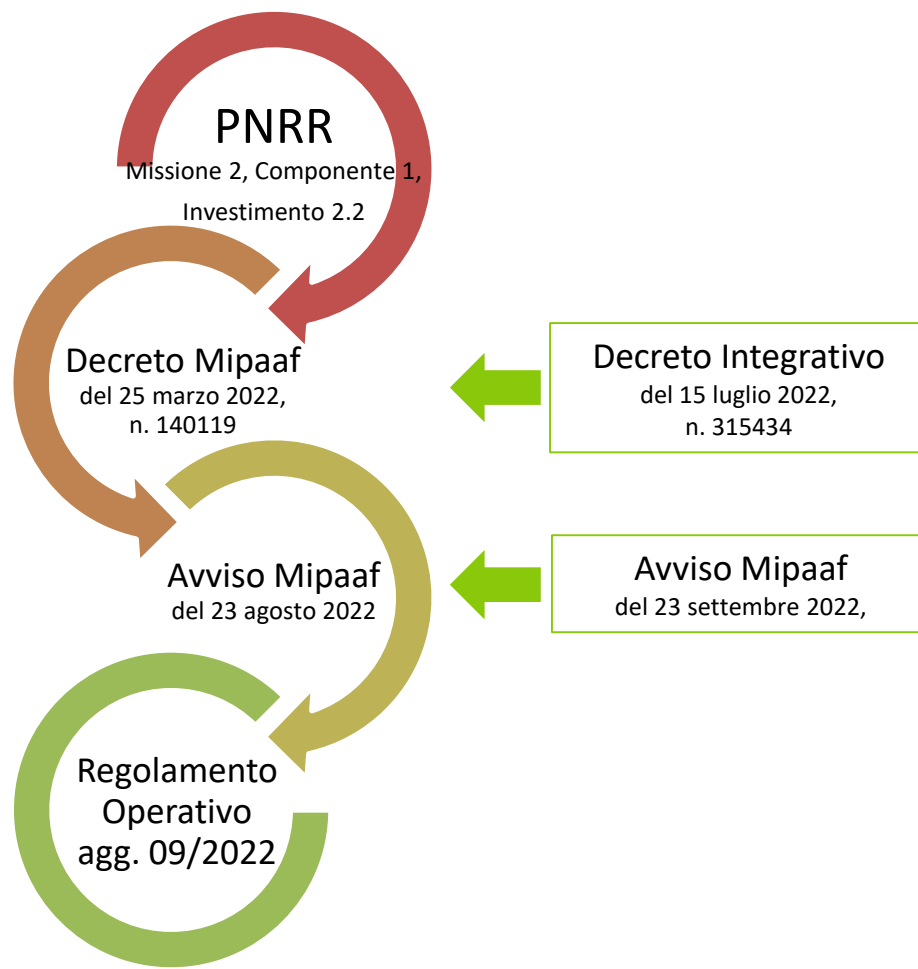 PNRR
Missione 2, Componente 1,
Investimento 2.2
Decreto Mipaaf
del 25 marzo 2022,
n. 140119
Decreto Integrativo
del 15 luglio 2022,
n. 315434
Avviso Mipaaf
del 23 agosto 2022
Avviso Mipaaf
del 23 settembre 2022,
Regolamento
Operativo
agg. 09/2022